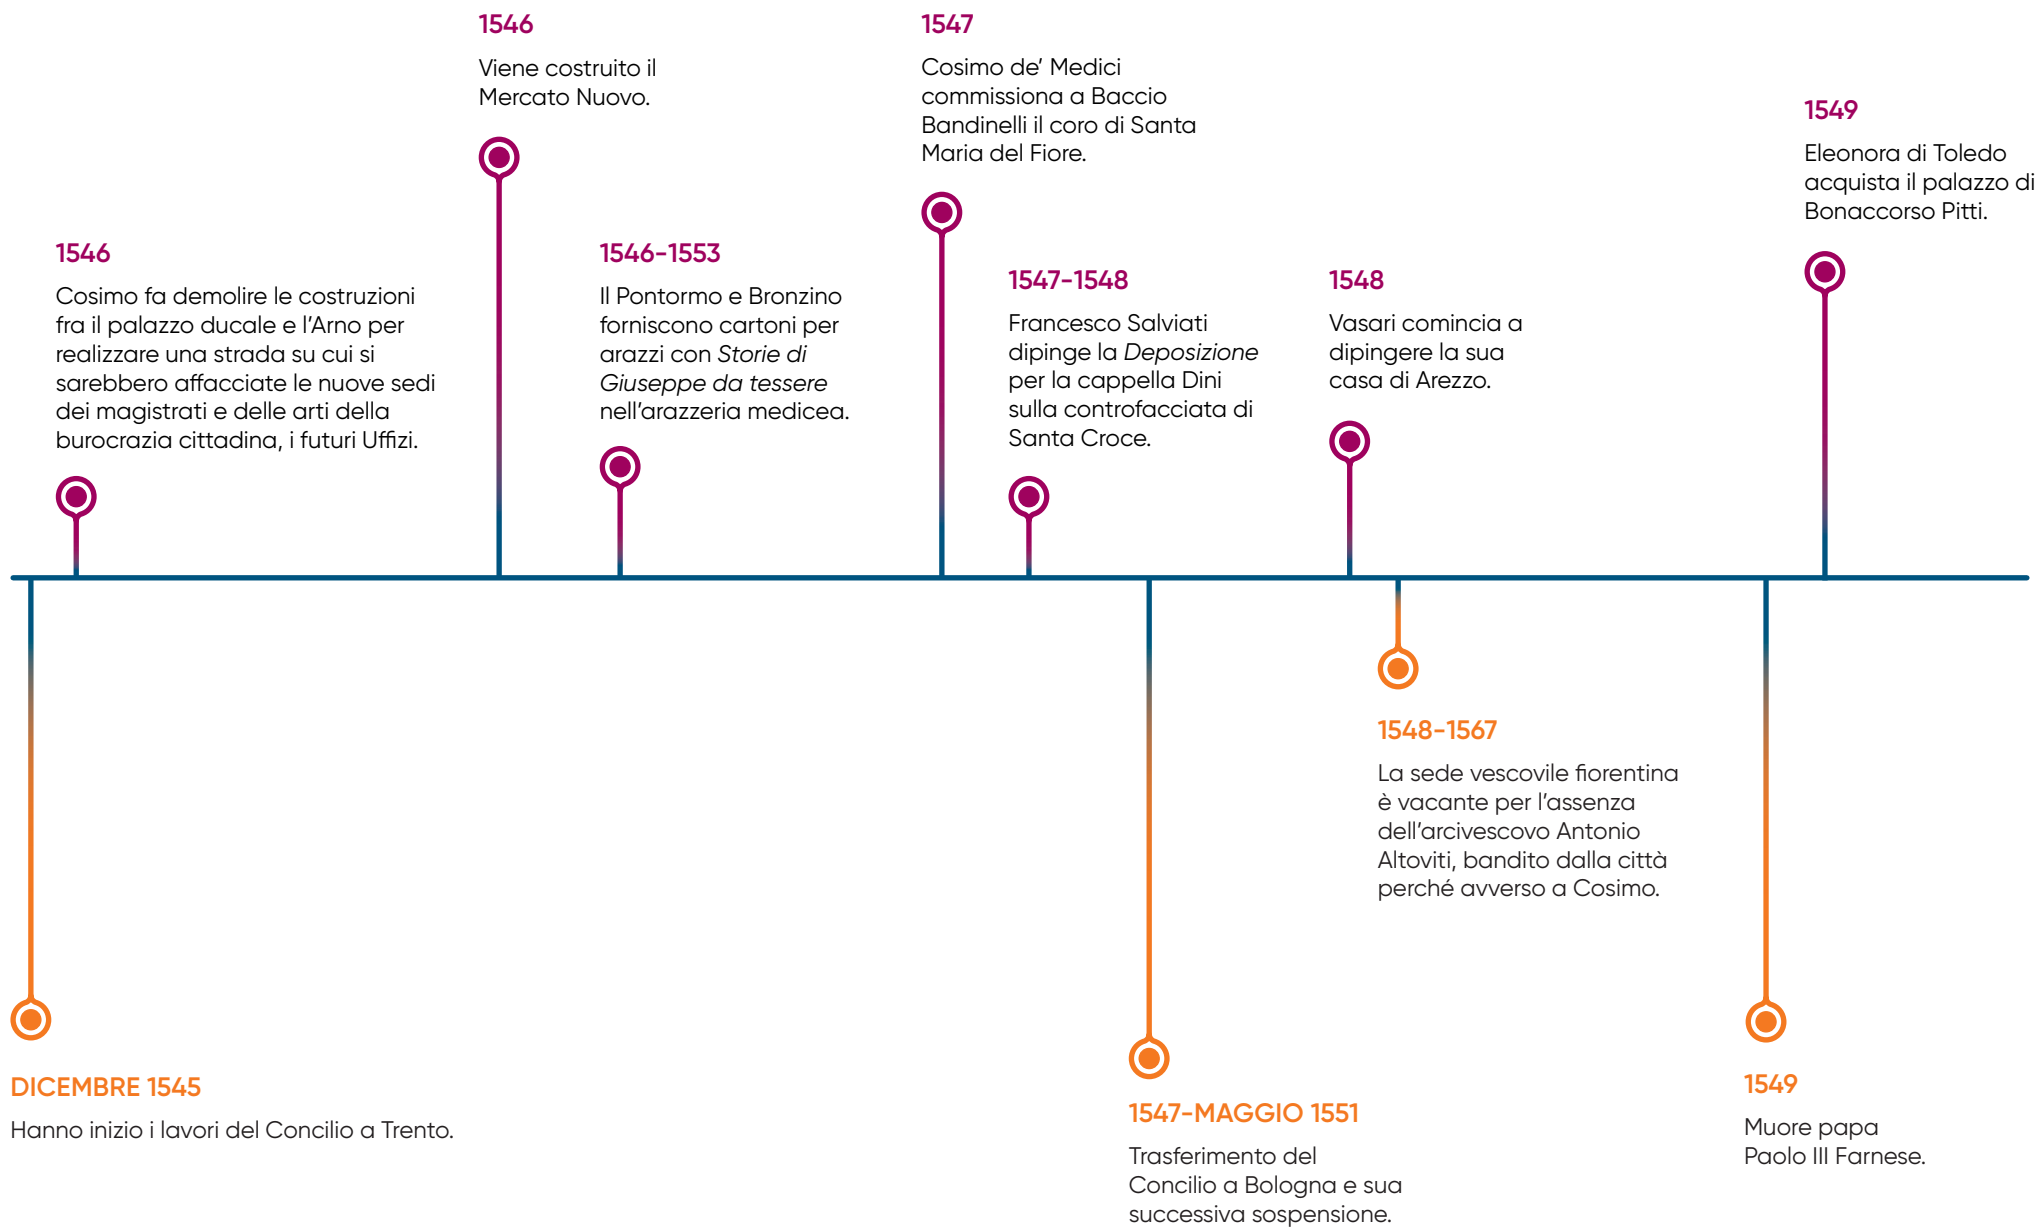 1546
Viene costruito il
Mercato Nuovo.
1547
Cosimo de’ Medici
commissiona a Baccio
Bandinelli il coro di Santa
Maria del Fiore.
1549
Eleonora di Toledo
acquista il palazzo di
Bonaccorso Pitti.
1546
Cosimo fa demolire le costruzioni
fra il palazzo ducale e l’Arno per
realizzare una strada su cui si
sarebbero affacciate le nuove sedi
dei magistrati e delle arti della
burocrazia cittadina, i futuri Uffizi.
1546-1553
Il Pontormo e Bronzino
forniscono cartoni per
arazzi con Storie di
Giuseppe da tessere
nell’arazzeria medicea.
1547-1548
Francesco Salviati
dipinge la Deposizione
per la cappella Dini
sulla controfacciata di
Santa Croce.
1548
Vasari comincia a
dipingere la sua
casa di Arezzo.
1548-1567
La sede vescovile fiorentina
è vacante per l’assenza
dell’arcivescovo Antonio
Altoviti, bandito dalla città
perché avverso a Cosimo.
DICEMBRE 1545
Hanno inizio i lavori del Concilio a Trento.
1547-MAGGIO 1551
Trasferimento del
Concilio a Bologna e sua
successiva sospensione.
1549
Muore papa
Paolo III Farnese.